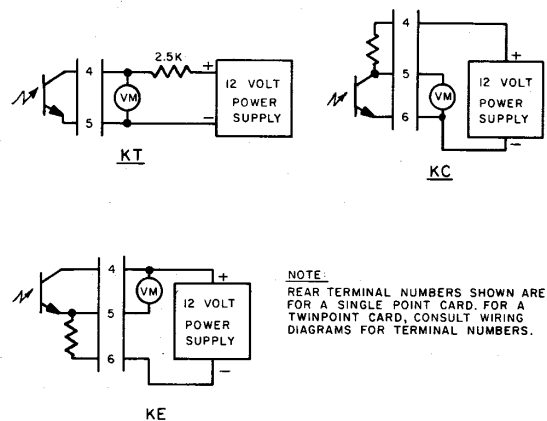 4
2.5K
+
VM
12 VOLT
POWER
SUPPLY
5
−
KT
4
+
5
VM
12 VOLT
POWER
SUPPLY
6
−
KC
4
+
VM
12 VOLT
POWER
SUPPLY
5
6
−
KE
NOTE:
REAR TERMINAL NUMBERS SHOWN ARE
FOR A SINGLE POINT CARD. FOR A
TWINPOINT CARD, CONSULT WIRING
DIAGRAMS FOR TERMINAL NUMBERS.